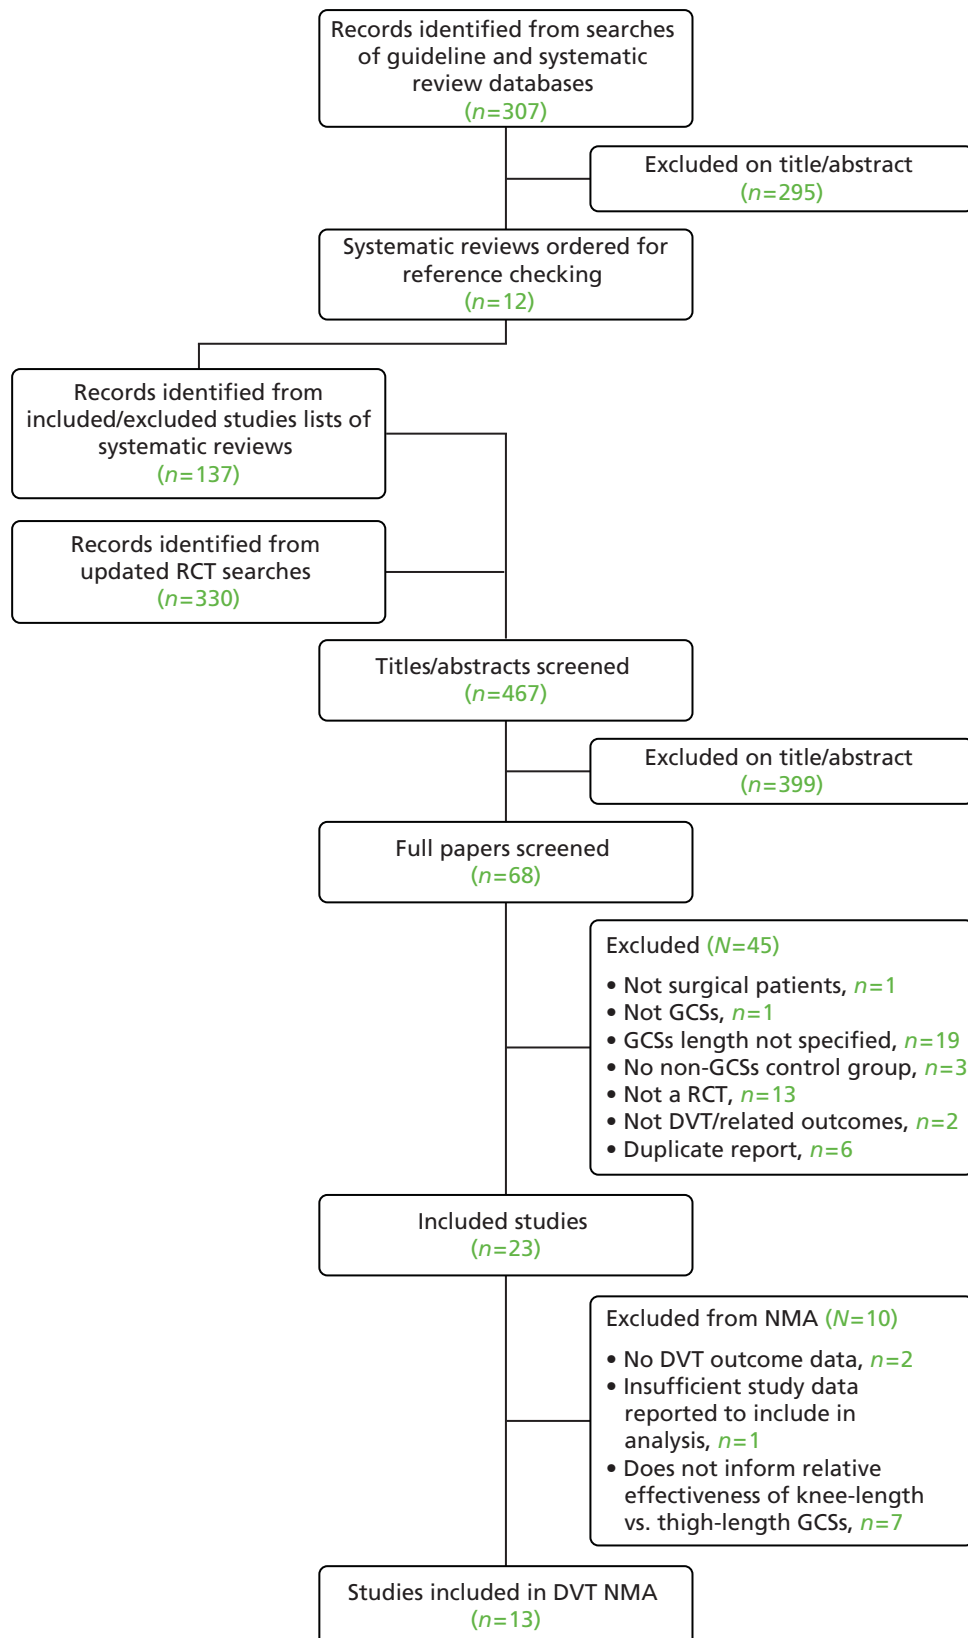 Records identified from searches
of guideline and systematic
review databases
(n=307)
Excluded on title/abstract
(n=295)
Systematic reviews ordered for
reference checking
(n=12)
Records identified from
included/excluded studies lists of
systematic reviews
(n=137)
Records identified from
updated RCT searches
(n=330)
Titles/abstracts screened
(n=467)
Excluded on title/abstract
(n=399)
Full papers screened
(n=68)
Excluded (N=45)
• Not surgical patients, n=1
• Not GCSs, n=1
• GCSs length not specified, n=19
• No non-GCSs control group, n=3
• Not a RCT, n=13
• Not DVT/related outcomes, n=2
• Duplicate report, n=6
Included studies
(n=23)
Excluded from NMA (N=10)
• No DVT outcome data, n=2
• Insufficient study data
reported to include in
analysis, n=1
• Does not inform relative
effectiveness of knee-length
vs. thigh-length GCSs, n=7
Studies included in DVT NMA
(n=13)